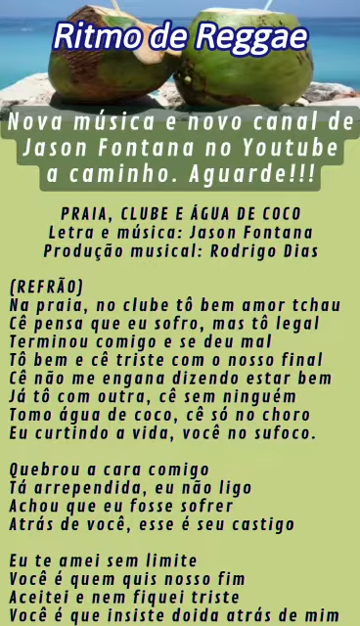 Ritmo de Reggae
Nova música e novo canal de
Jason Fontana no Youtube
a caminho. Aguarde!!!
PRAIA, CLUBE E ÁGUA DE COCO
Letra e música: Jason Fontana
Produção musical: Rodrigo Dias
(REFRÃO)
Na praia, no clube tô bem amor tchau
Cê pensa que eu sofro, mas tô legal
Terminou comigo e se deu mal
Tô bem e cê triste com o nosso final
Cê não me engana dizendo estar bem
Já tô com outra, cê sem ninguém
Tomo água de coco, cê só no choro
Eu curtindo a vida, você no sufoco.
Quebrou a cara comigo
Tá arrependida, eu não ligo
Achou que eu fosse sofrer
Atrás de você, esse é seu castigo
Eu te amei sem limite
Você é quem quis nosso fim
Aceitei e nem fiquei triste
Você é que insiste doida atrás de mim